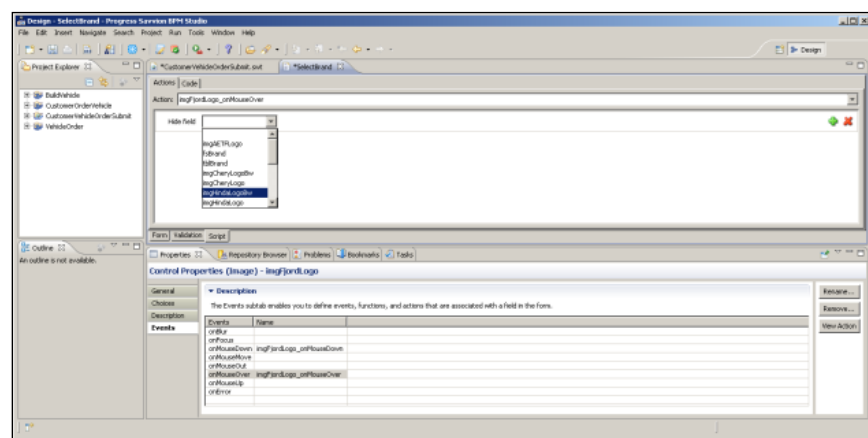 Design - SelectBrand - Progress Savvion BPM Studio
File Edit Insert Navigate Search Project Run Tools Window Help
Design
Project Explorer
*CustomerVehicleOrderSubmit.swt
*SelectBrand
Actions Code
BuildVehicle
CustomerOrderVehicle
CustomerVehicleOrderSubmit
VehicleOrder
Action: imgFjordLogo_onMouseOver
Hide field
imgAETFLogo
fsBrand
tblBrand
imgCheryLogoBw
imgCheryLogo
imgHindaLogoBw
imgHindaLogo
Form Validation Script
Outline
An outline is not available.
Properties Repository Browser Problems Bookmarks Tasks
Control Properties (Image) - imgFjordLogo
General
Choices
Description
Events
Description
The Events subtab enables you to define events, functions, and actions that are associated with a field in the form.
Events Name
onBlur
onFocus
onMouseDown imgFjordLogo_onMouseDown
onMouseMove
onMouseOut
onMouseOver imgFjordLogo_onMouseOver
onMouseUp
onError
Rename...
Remove...
View Action